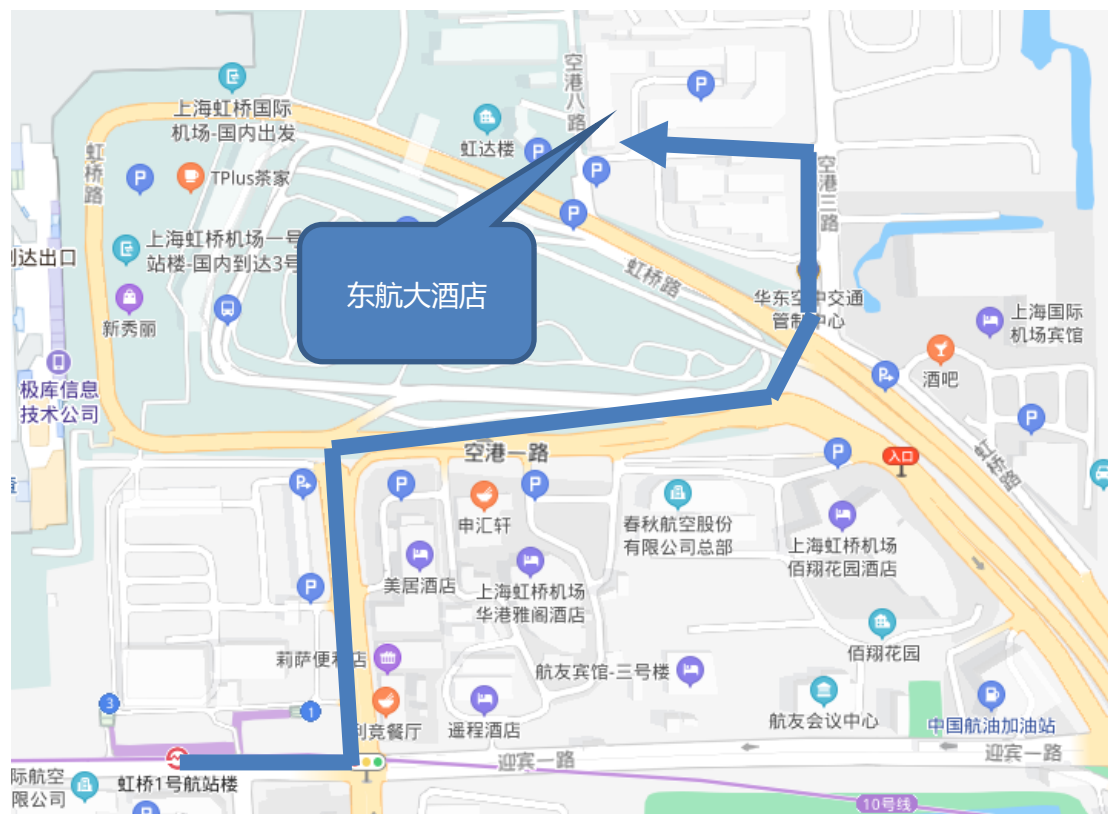 空港八路
上海虹桥国际
机场-国内出发
虹达楼
虹桥路
TPlus茶家
空港三路
上海虹桥机场一号
站楼-国内到达3号
到达出口
东航大酒店
虹桥路
华东空中交通
管制中心
上海国际
机场宾馆
新秀丽
酒吧
极库信息
技术公司
空港一路
入口
虹桥路
申汇轩
春秋航空股份
有限公司总部
上海虹桥机场
佰翔花园酒店
美居酒店
上海虹桥机场
华港雅阁酒店
佰翔花园
莉萨便利店
航友宾馆-三号楼
3
1
利竞餐厅
遥程酒店
航友会议中心
中国航油加油站
迎宾一路
迎宾一路
际航空
限公司
虹桥1号航站楼
10号线